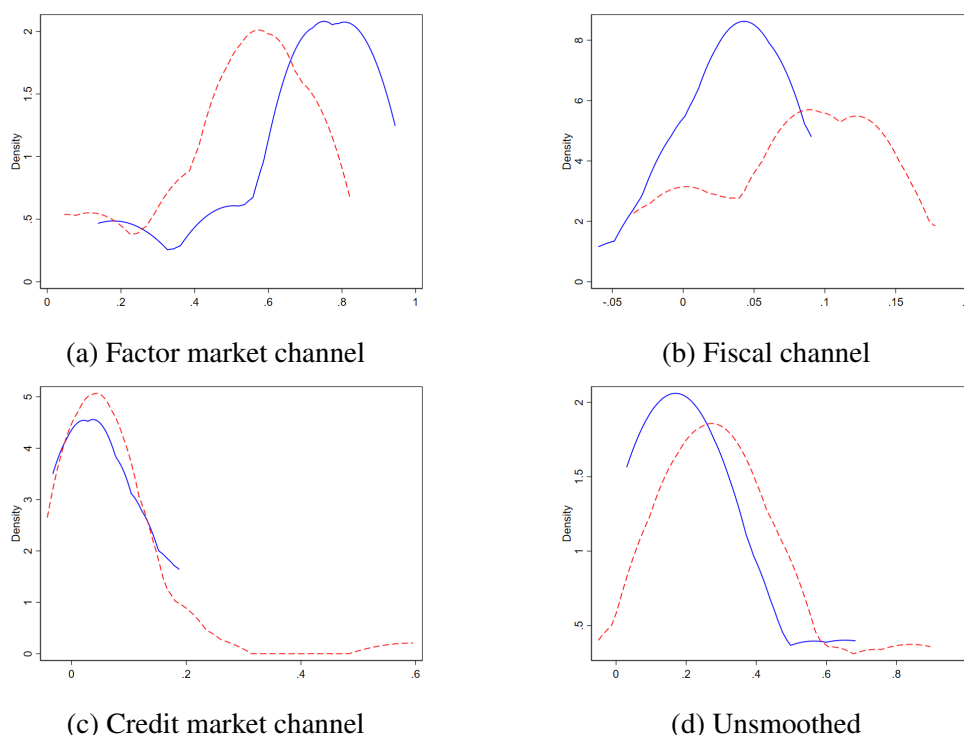 Density
0 .5 1 1.5 2
0 .2 .4 .6 .8 1
(a) Factor market channel
Density
0 2 4 6 8
-.05 0 .05 .1 .15
(b) Fiscal channel
Density
0 1 2 3 4 5
0 .2 .4 .6
(c) Credit market channel
Density
.5 1 1.5 2
0 .2 .4 .6 .8
(d) Unsmoothed